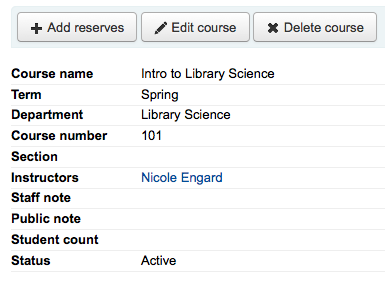 Add reserves Edit course Delete course
Course name Intro to Library Science
Term Spring
Department Library Science
Course number 101
Section
Instructors Nicole Engard
Staff note
Public note
Student count
Status Active